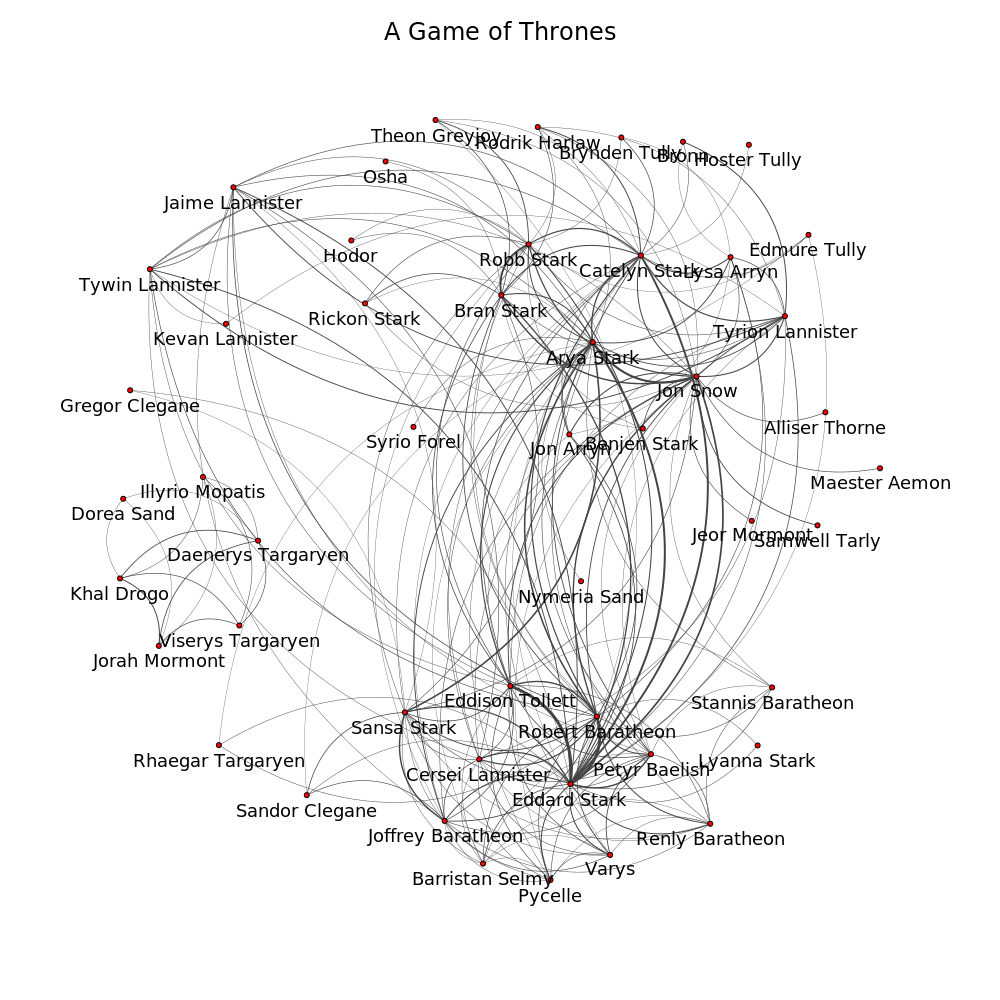 A Game of Thrones
Theon Greyjoy
Rodrik Harlaw
Brynden Tully
Bronn
Hoster Tully
Osha
Jaime Lannister
Edmure Tully
Hodor
Robb Stark
Catelyn Stark
Lysa Arryn
Tywin Lannister
Rickon Stark
Bran Stark
Kevan Lannister
Tyrion Lannister
Arya Stark
Jon Snow
Gregor Clegane
Syrio Forel
Jon Arryn
Benjen Stark
Alliser Thorne
Maester Aemon
Illyrio Mopatis
Dorea Sand
Jeor Mormont
Samwell Tarly
Daenerys Targaryen
Khal Drogo
Nymeria Sand
Viserys Targaryen
Jorah Mormont
Eddison Tollett
Stannis Baratheon
Sansa Stark
Robert Baratheon
Rhaegar Targaryen
Cersei Lannister
Petyr Baelish
Lyanna Stark
Eddard Stark
Sandor Clegane
Joffrey Baratheon
Renly Baratheon
Barristan Selmy
Varys
Pycelle